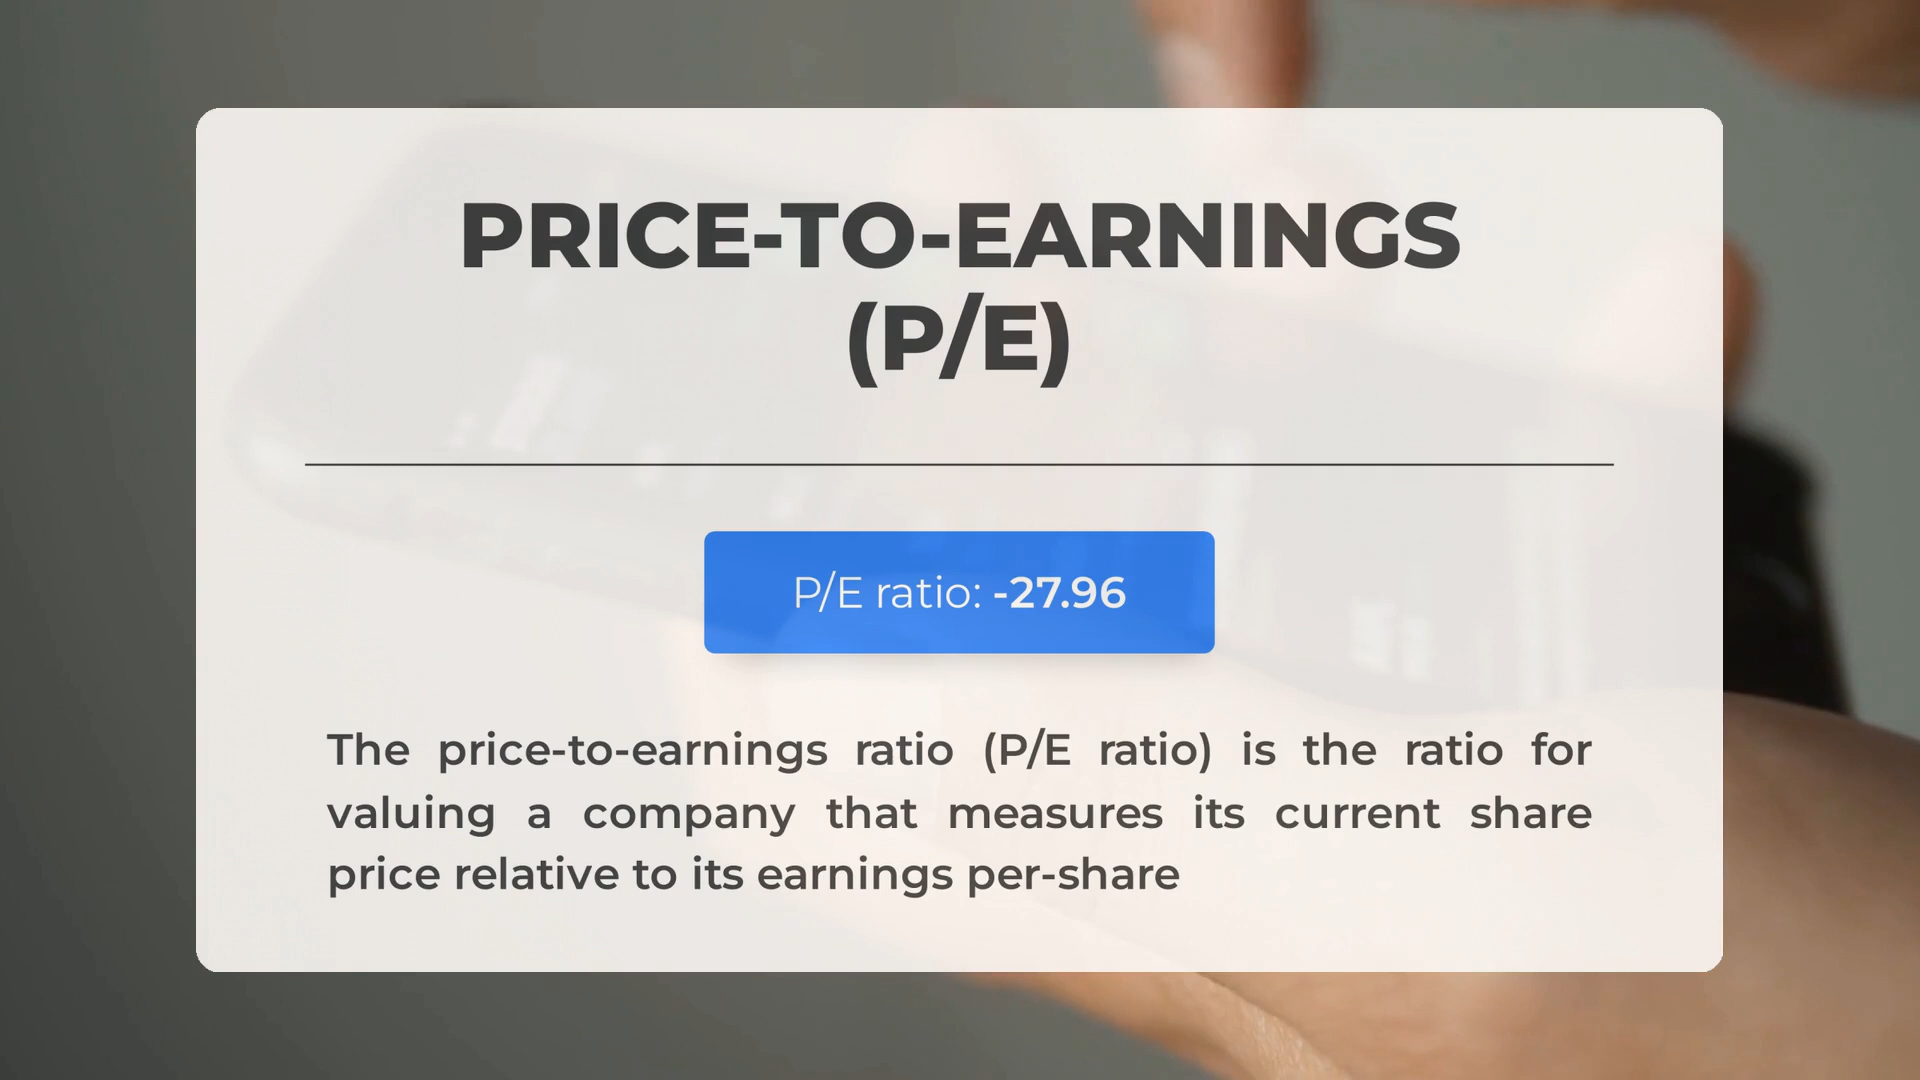 PRICE-TO-EARNINGS
(P/E)
P/E ratio: -27.96
The price-to-earnings ratio (P/E ratio) is the ratio for
valuing a company that measures its current share
price relative to its earnings per-share